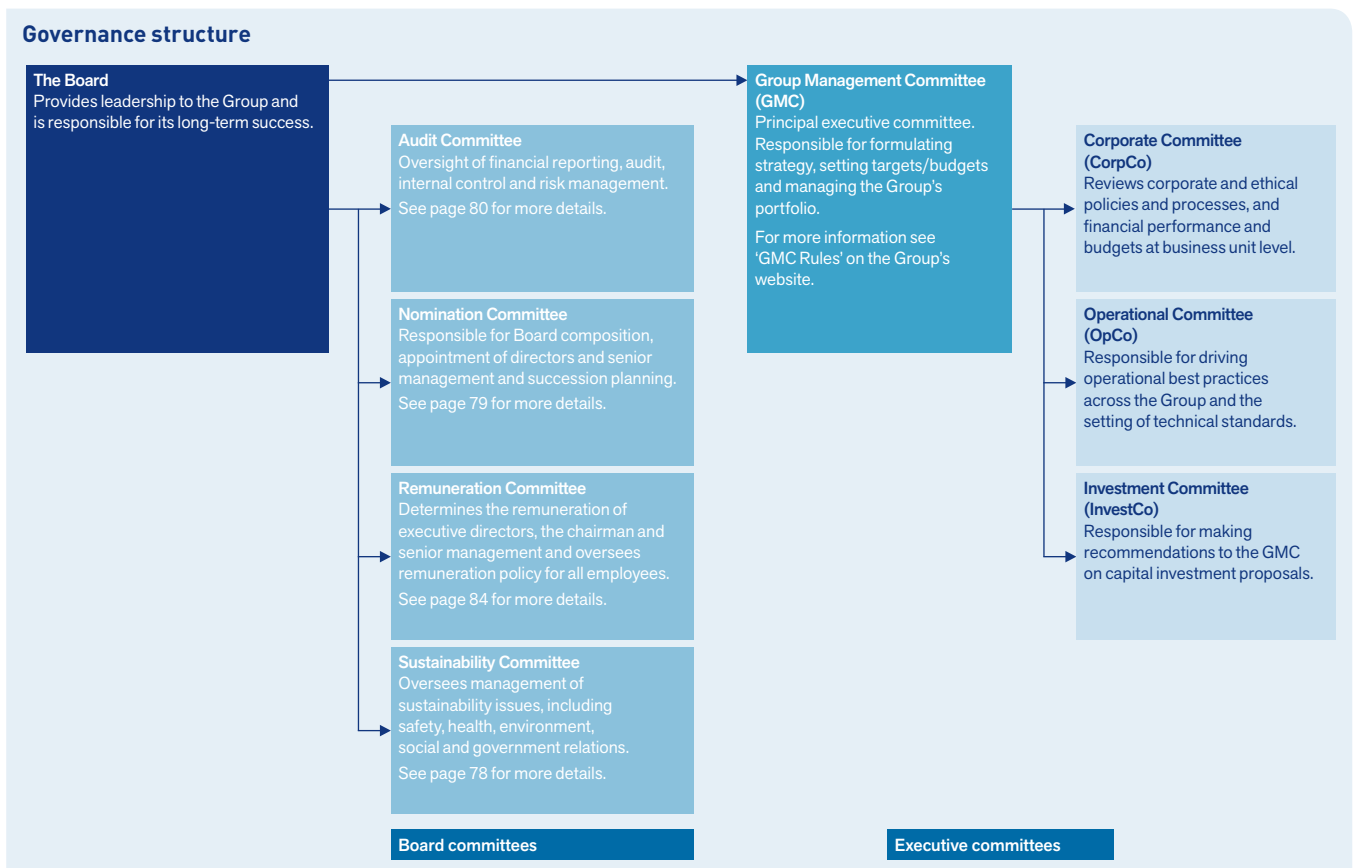 Governance structure
The Board
Provides leadership to the Group and
is responsible for its long-term success.
Audit Committee
Oversight of financial reporting, audit,
internal control and risk management.
See page 80 for more details.
Nomination Committee
Responsible for Board composition,
appointment of directors and senior
management and succession planning.
See page 79 for more details.
Remuneration Committee
Determines the remuneration of
executive directors, the chairman and
senior management and oversees
remuneration policy for all employees.
See page 84 for more details.
Sustainability Committee
Oversees management of
sustainability issues, including
safety, health, environment,
social and government relations.
See page 78 for more details.
Board committees
Group Management Committee
(GMC)
Principal executive committee.
Responsible for formulating
strategy, setting targets/budgets
and managing the Group's
portfolio.
For more information see
‘GMC Rules’ on the Group's
website.
Corporate Committee
(CorpCo)
Reviews corporate and ethical
policies and processes, and
financial performance and
budgets at business unit level.
Operational Committee
(OpCo)
Responsible for driving
operational best practices
across the Group and the
setting of technical standards.
Investment Committee
(InvestCo)
Responsible for making
recommendations to the GMC
on capital investment proposals.
Executive committees